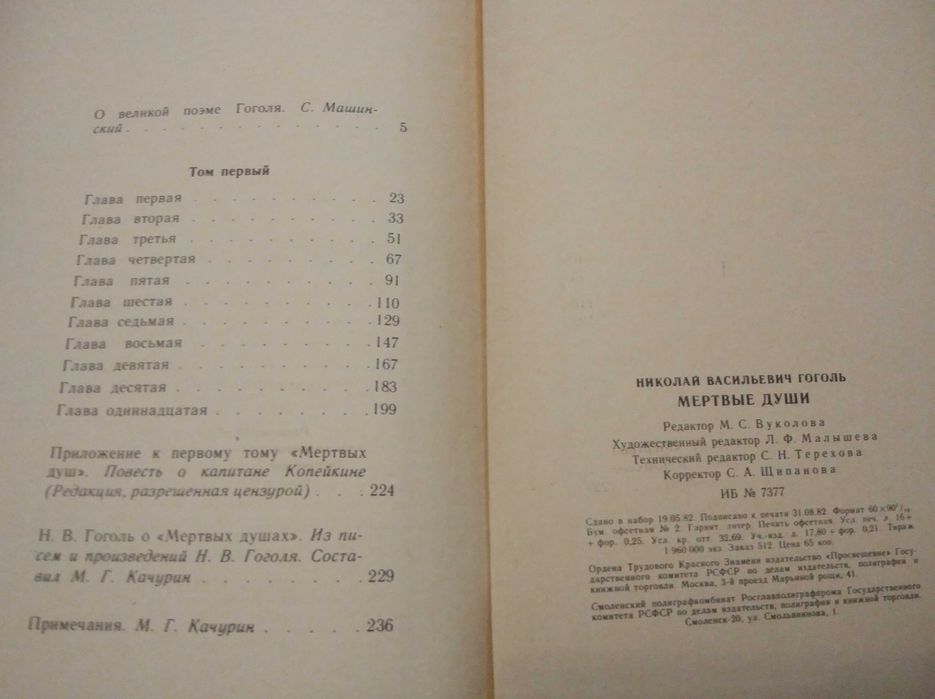 О великой поэме Гоголя. С. Машин-
ский . . . . . . . . . . . . 5
Том первый
Глава первая . . . . . . . . . 23
Глава вторая . . . . . . . . . 33
Глава третья . . . . . . . . . 51
Глава четвертая . . . . . . . . 67
Глава пятая . . . . . . . . . 91
Глава шестая . . . . . . . . . 110
Глава седьмая . . . . . . . . . 129
Глава восьмая . . . . . . . . . 147
Глава девятая . . . . . . . . . 167
Глава десятая . . . . . . . . . 183
Глава одиннадцатая . . . . . . . 199
Приложение к первому тому «Мертвых
душ». Повесть о капитане Копейкине
(Редакция, разрешенная цензурой) . . . 224
Н. В. Гоголь о «Мертвых душах». Из пи-
сем и произведений Н. В. Гоголя. Соста-
вил М. Г. Качурин . . . . . . . 229
Примечания. М. Г. Качурин . . . . . 236
НИКОЛАЙ ВАСИЛЬЕВИЧ ГОГОЛЬ
МЕРТВЫЕ ДУШИ
Редактор М. С. Вуколова
Художественный редактор Л. Ф. Малышева
Технический редактор С. Н. Терехова
Корректор С. А. Щипанова
ИБ № 7377
Сдано в набор 19.05.82. Подписано к печати 31.08.82. Формат 60×90¹/₁₆
Бум. офсетная № 2. Гарнит. литер. Печать офсетная. Усл. печ. л. 16+
+ фор. 0,25. Усл. кр. отт. 32,69. Уч.-изд. л. 17,80 + фор. 0,21. Тираж
1 960 000 экз. Заказ 512. Цена 65 коп.
Ордена Трудового Красного Знамени издательство «Просвещение» Госу-
дарственного комитета РСФСР по делам издательств, полиграфии и
книжной торговли. Москва, 3-й проезд Марьиной рощи, 41.
Смоленский полиграфкомбинат Росглавполиграфпрома Государственного
комитета РСФСР по делам издательств, полиграфии и книжной торговли.
Смоленск-20, ул. Смольянинова, 1.